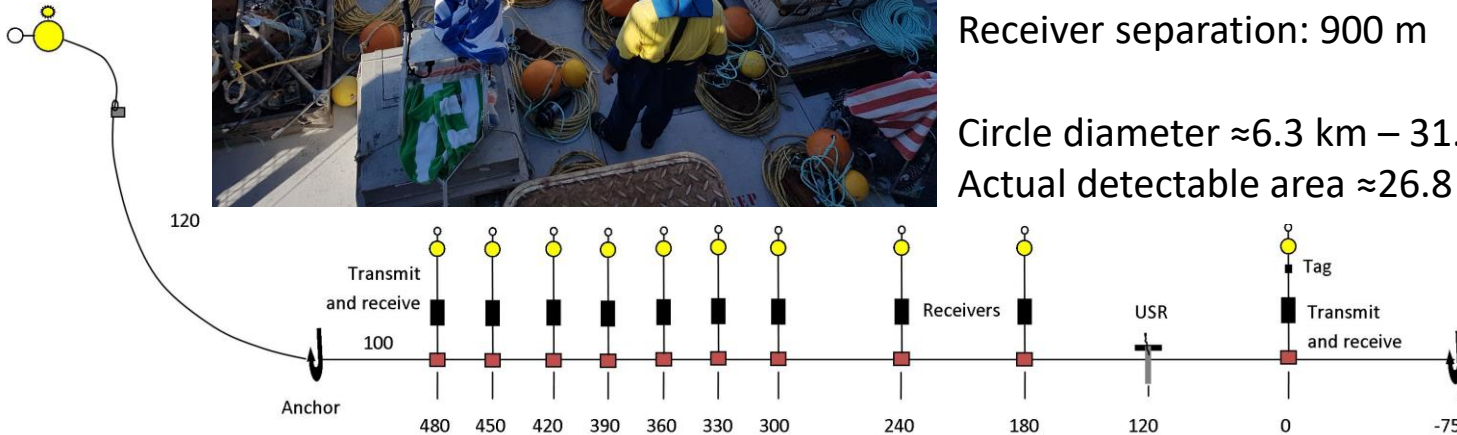 Receiver separation: 900 m
Circle diameter ≈6.3 km – 31.
Actual detectable area ≈26.8
120
Transmit
and receive
100
Anchor
Receivers
USR
Tag
Transmit
and receive
480 450 420 390 360 330 300 240 180 120 0 -75